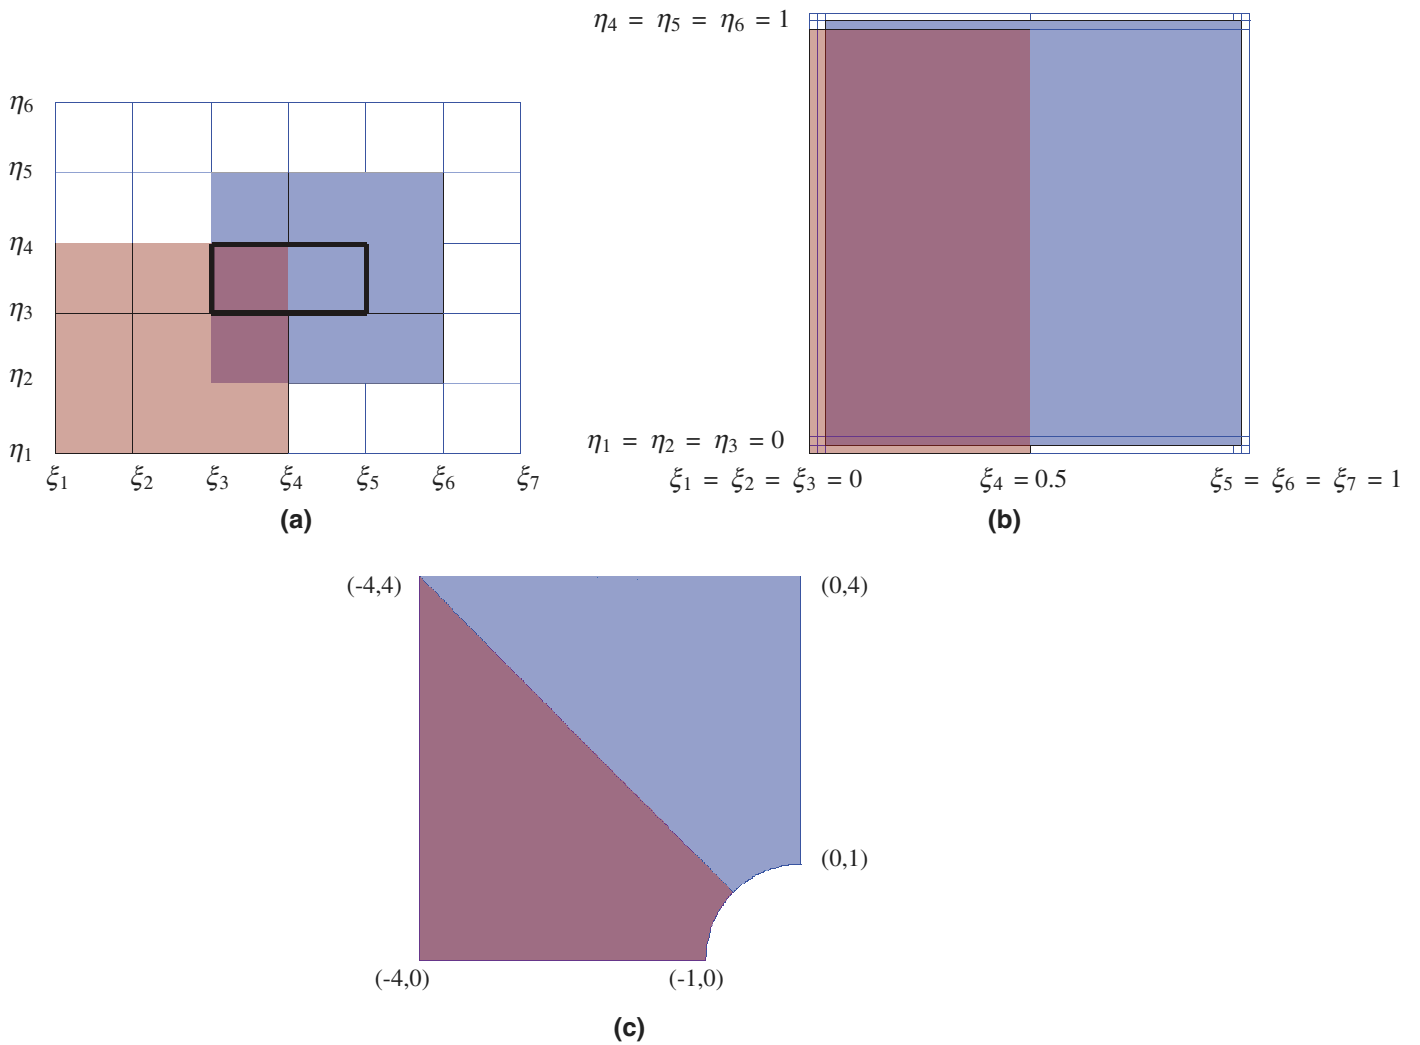 η4 = η5 = η6 = 1
η6
η5
η4
η3
η2
η1
ξ1 ξ2 ξ3 ξ4 ξ5 ξ6 ξ7
(a)
η1 = η2 = η3 = 0
ξ1 = ξ2 = ξ3 = 0 ξ4 = 0.5 ξ5 = ξ6 = ξ7 = 1
(b)
(-4,4) (0,4)
(0,1)
(-4,0) (-1,0)
(c)